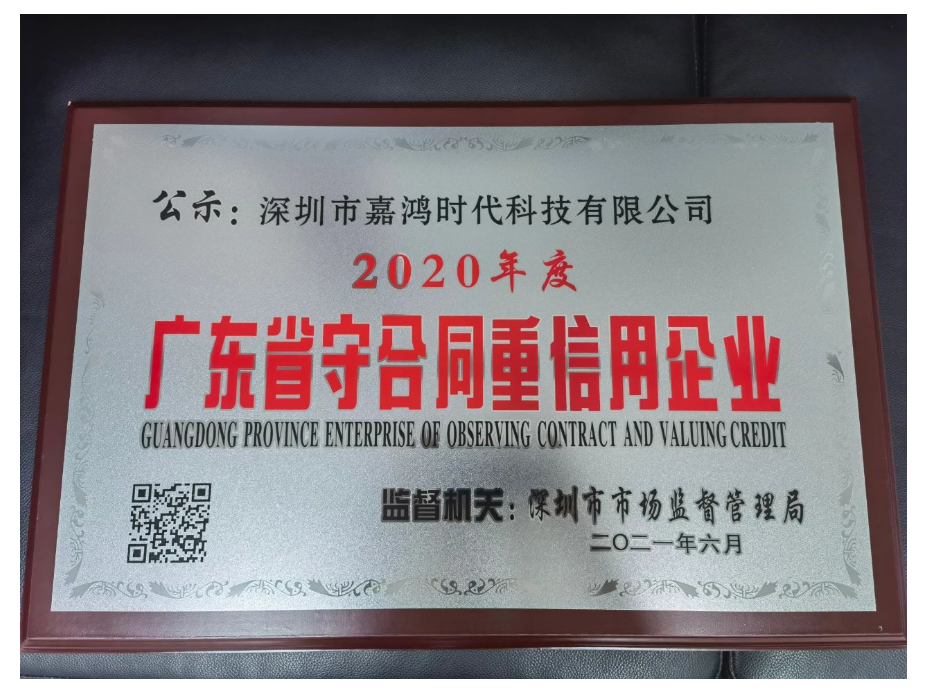 公示：深圳市嘉鸿时代科技有限公司
2020年度
广东省守合同重信用企业
GUANGDONG PROVINCE ENTERPRISE OF OBSERVING CONTRACT AND VALUING CREDIT
监督机关：深圳市市场监督管理局
二〇二一年六月